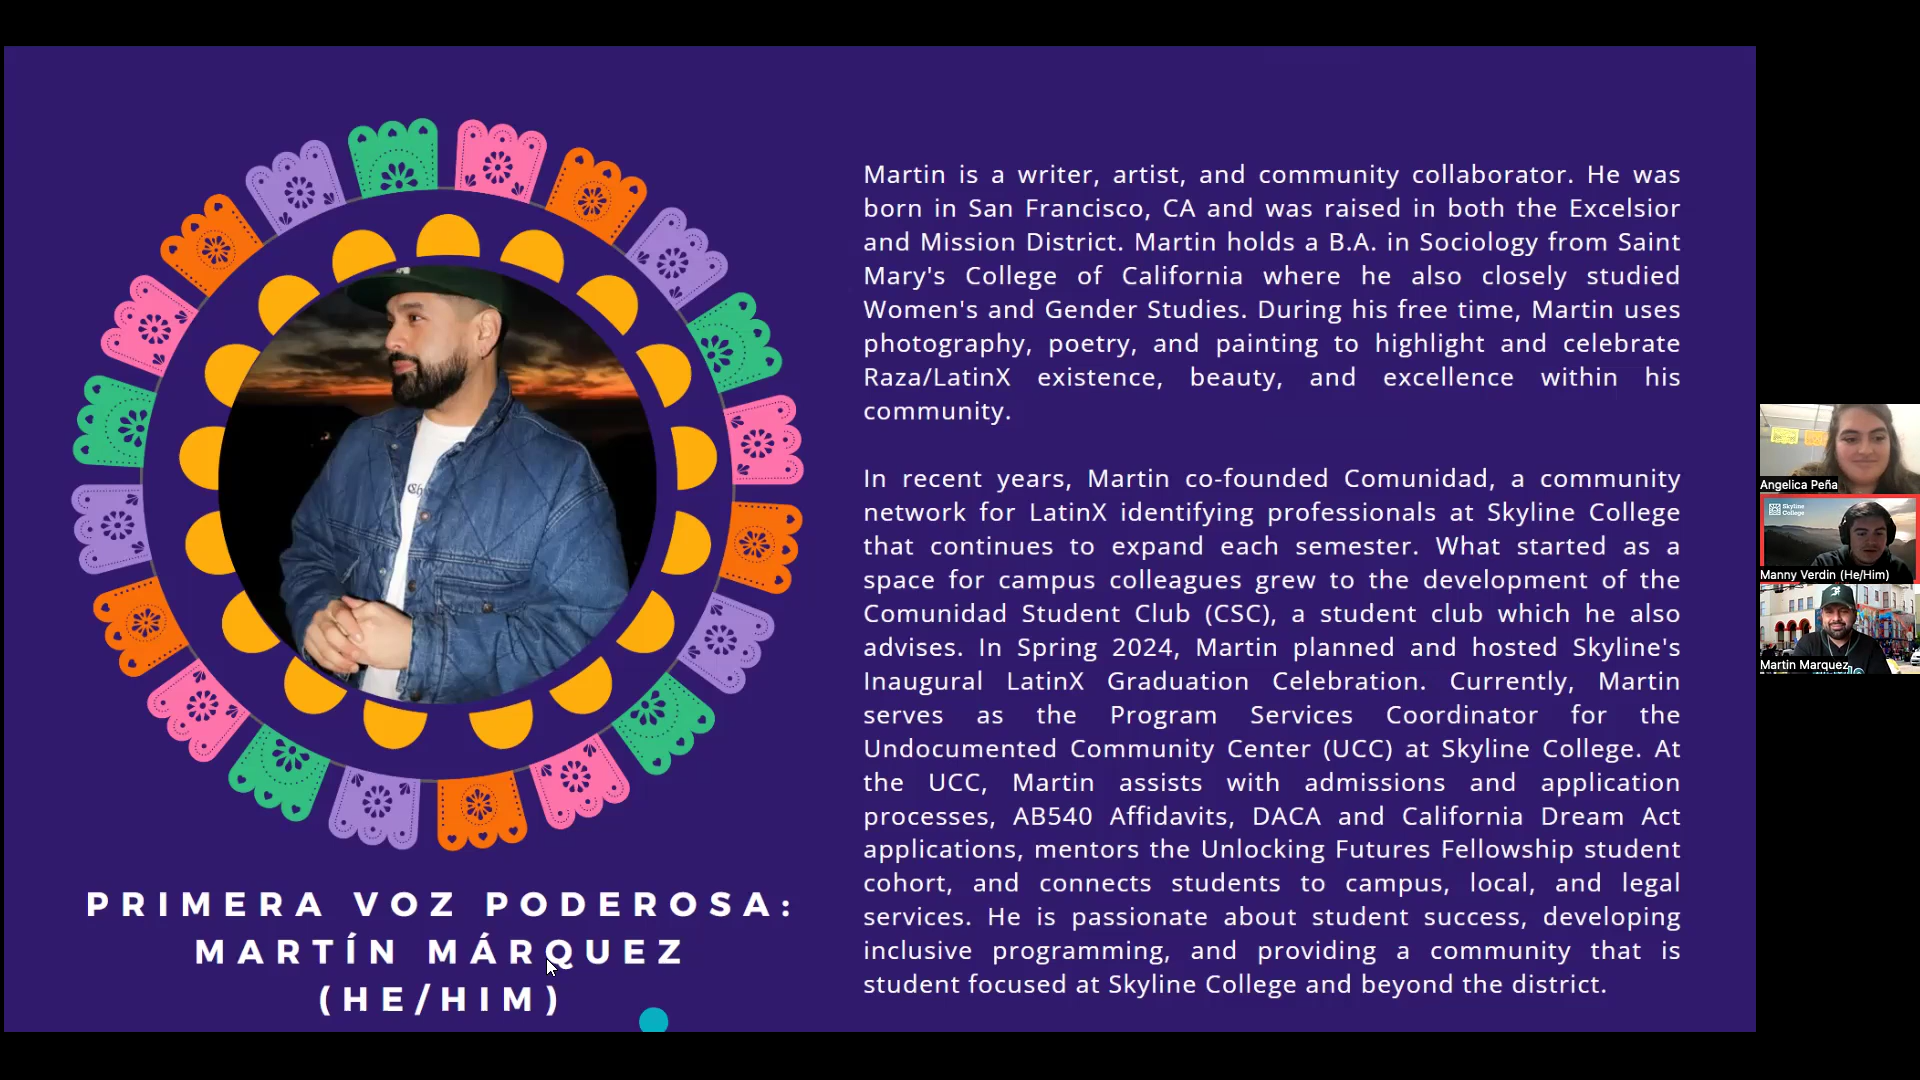 Martin is a writer, artist, and community collaborator. He was
born in San Francisco, CA and was raised in both the Excelsior
and Mission District. Martin holds a B.A. in Sociology from Saint
Mary's College of California where he also closely studied
Women's and Gender Studies. During his free time, Martin uses
photography, poetry, and painting to highlight and celebrate
Raza/LatinX existence, beauty, and excellence within his
community.
In recent years, Martin co-founded Comunidad, a community
network for LatinX identifying professionals at Skyline College
that continues to expand each semester. What started as a
space for campus colleagues grew to the development of the
Comunidad Student Club (CSC), a student club which he also
advises. In Spring 2024, Martin planned and hosted Skyline's
Inaugural LatinX Graduation Celebration. Currently, Martin
serves as the Program Services Coordinator for the
Undocumented Community Center (UCC) at Skyline College. At
the UCC, Martin assists with admissions and application
processes, AB540 Affidavits, DACA and California Dream Act
applications, mentors the Unlocking Futures Fellowship student
cohort, and connects students to campus, local, and legal
services. He is passionate about student success, developing
inclusive programming, and providing a community that is
student focused at Skyline College and beyond the district.
PRIMERA VOZ PODEROSA:
MARTÍN MÁRQUEZ
(HE/HIM)
Angelica Peña
Skyline
College
Manny Verdin (He/Him)
Martin Marquez